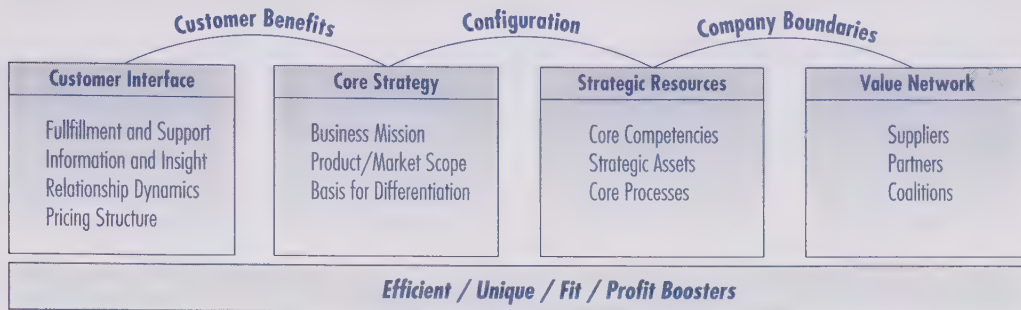 Customer Benefits
Configuration
Company Boundaries
Customer Interface
Fullfillment and Support
Information and Insight
Relationship Dynamics
Pricing Structure
Core Strategy
Business Mission
Product/Market Scope
Basis for Differentiation
Strategic Resources
Core Competencies
Strategic Assets
Core Processes
Value Network
Suppliers
Partners
Coalitions
Efficient / Unique / Fit / Profit Boosters